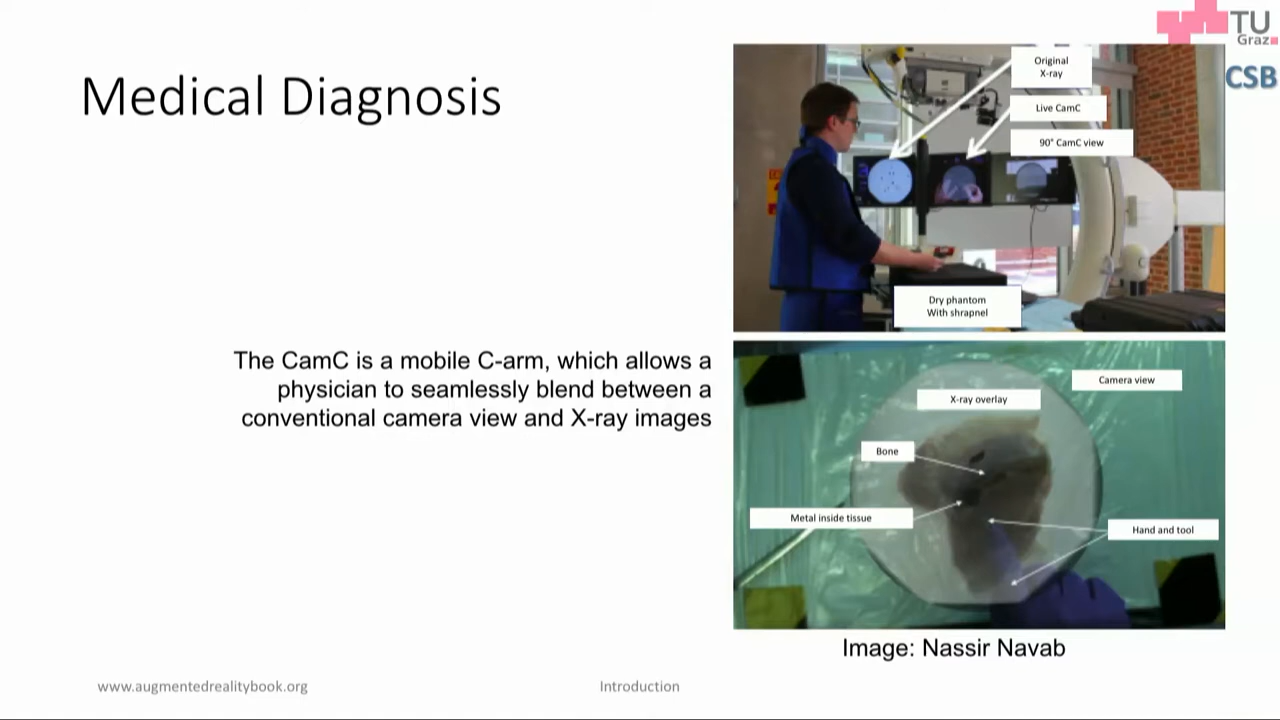 Medical Diagnosis
TU
Graz
CSB
Original
X-ray
Live CamC
90° CamC view
Dry phantom
With shrapnel
The CamC is a mobile C-arm, which allows a
physician to seamlessly blend between a
conventional camera view and X-ray images
Camera view
X-ray overlay
Bone
Metal inside tissue
Hand and tool
Image: Nassir Navab
www.augmentedrealitybook.org
Introduction